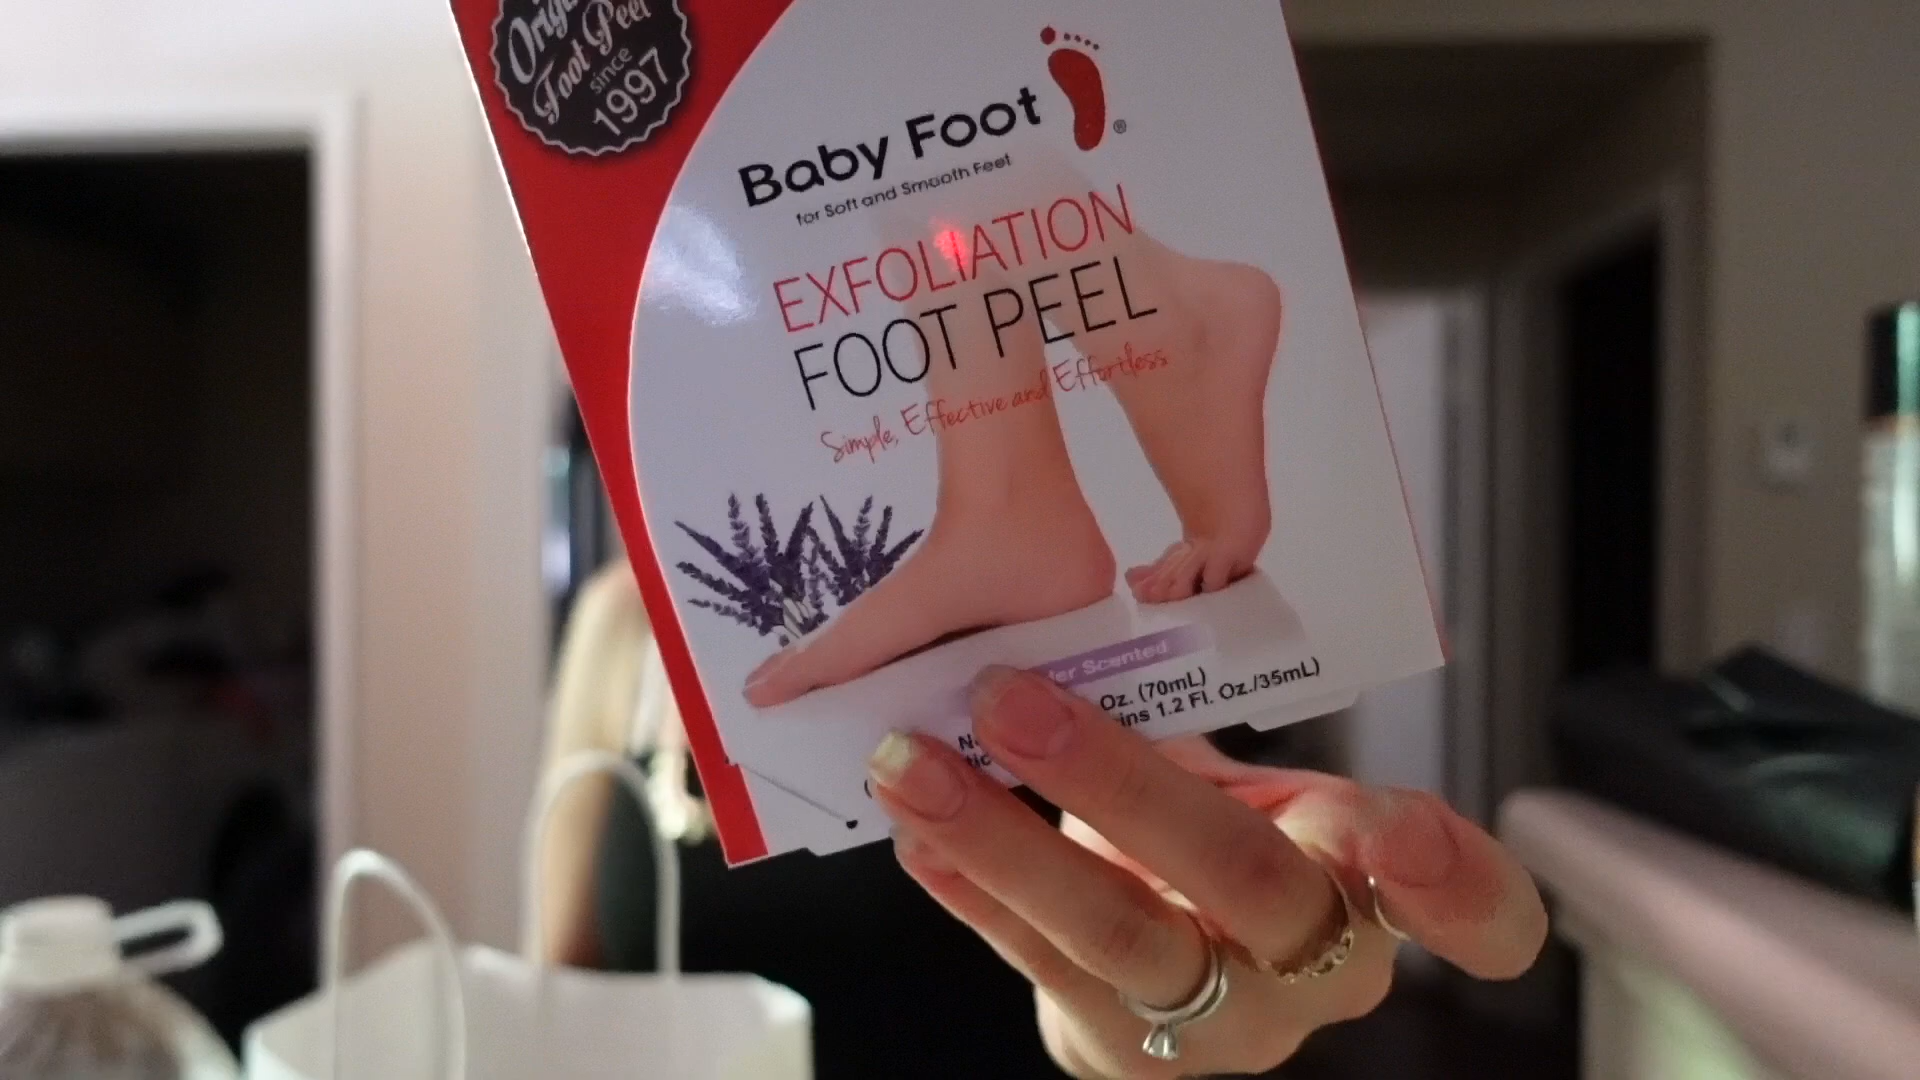 Foot Peel
since
1997
Baby Foot ®
for Soft and Smooth Feet
EXFOLIATION
FOOT PEEL
Simple, Effective and Effortless
Scented
Oz. (70mL)
1.2 Fl. Oz./35mL)